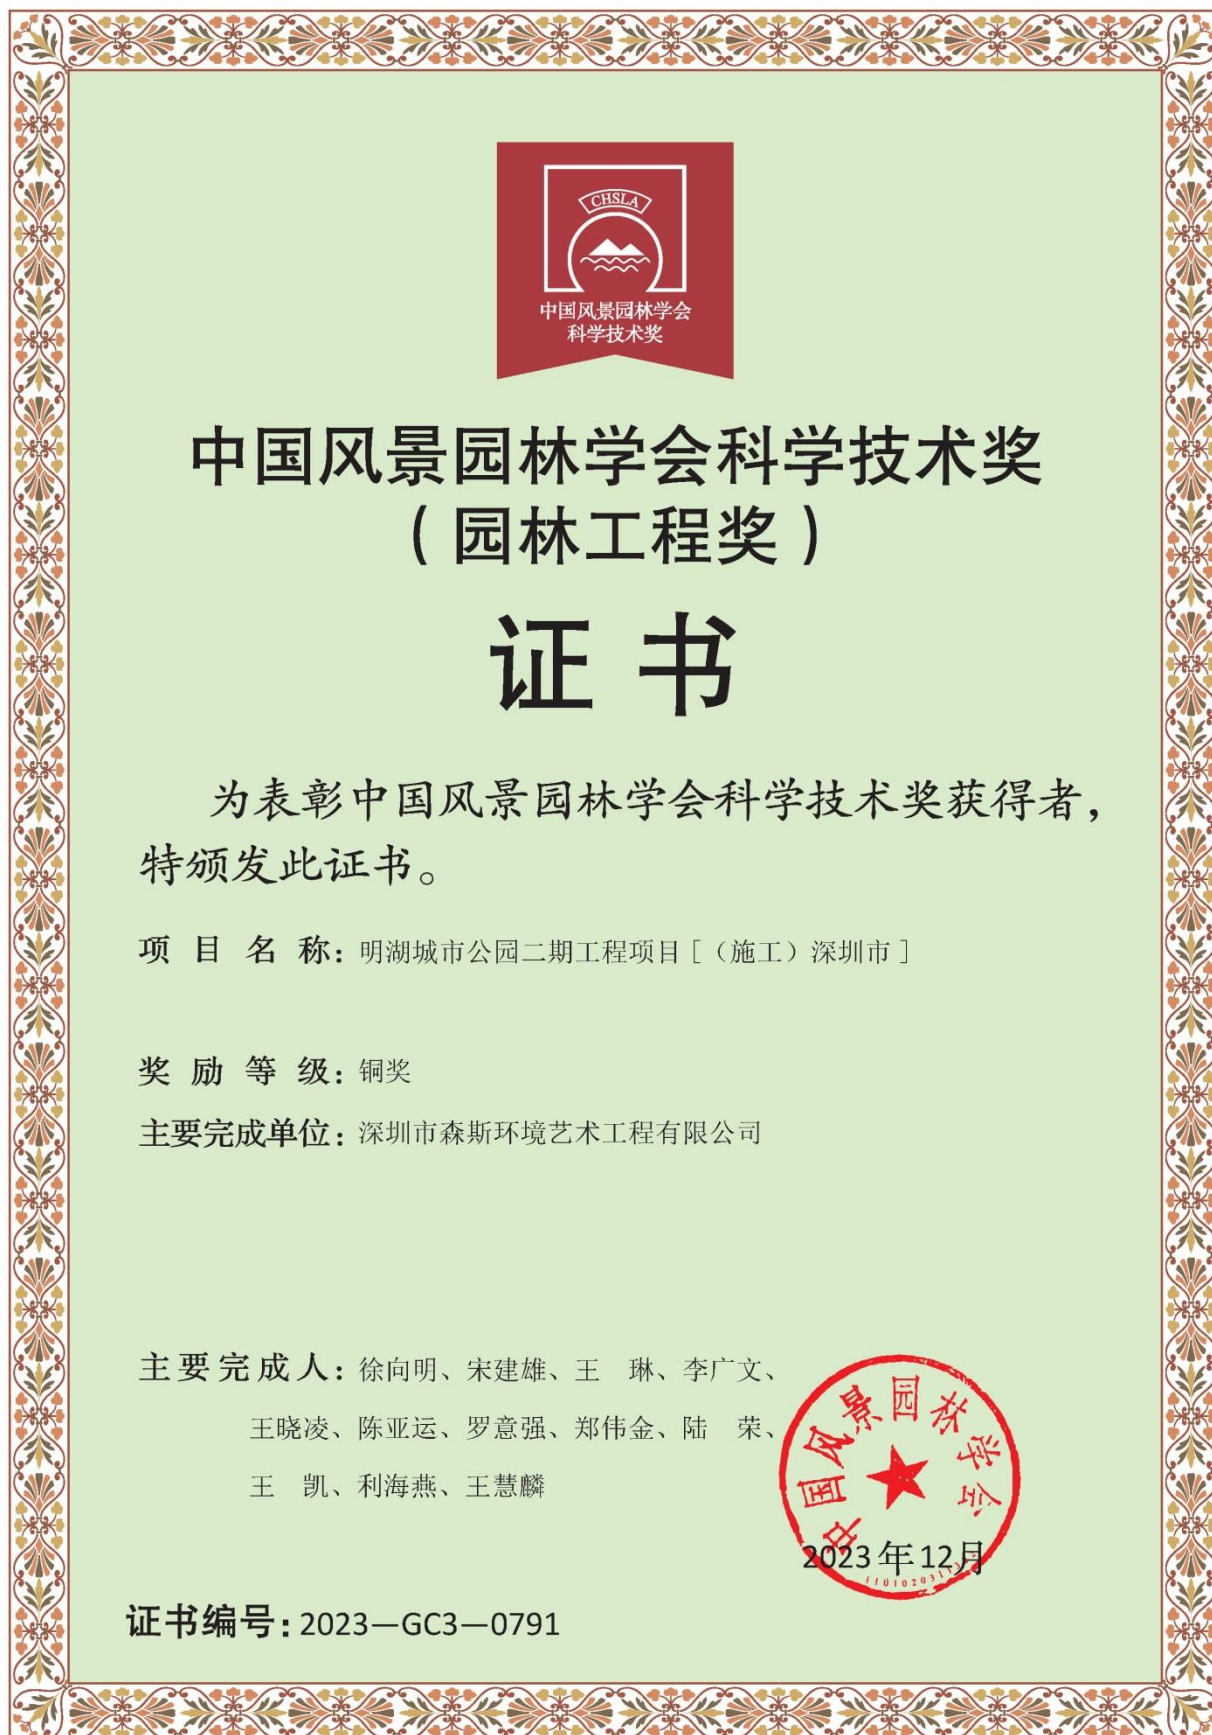 CHSLA
中国风景园林学会
科学技术奖
中国风景园林学会科学技术奖
（园林工程奖）
证书
为表彰中国风景园林学会科学技术奖获得者，
特颁发此证书。
项目名称：明湖城市公园二期工程项目［（施工）深圳市］
奖励等级：铜奖
主要完成单位：深圳市森斯环境艺术工程有限公司
主要完成人：徐向明、宋建雄、王　琳、李广文、
王晓凌、陈亚运、罗意强、郑伟金、陆　荣、
王　凯、利海燕、王慧麟
中国风景园林学会
2023年12月
证书编号：2023—GC3—0791